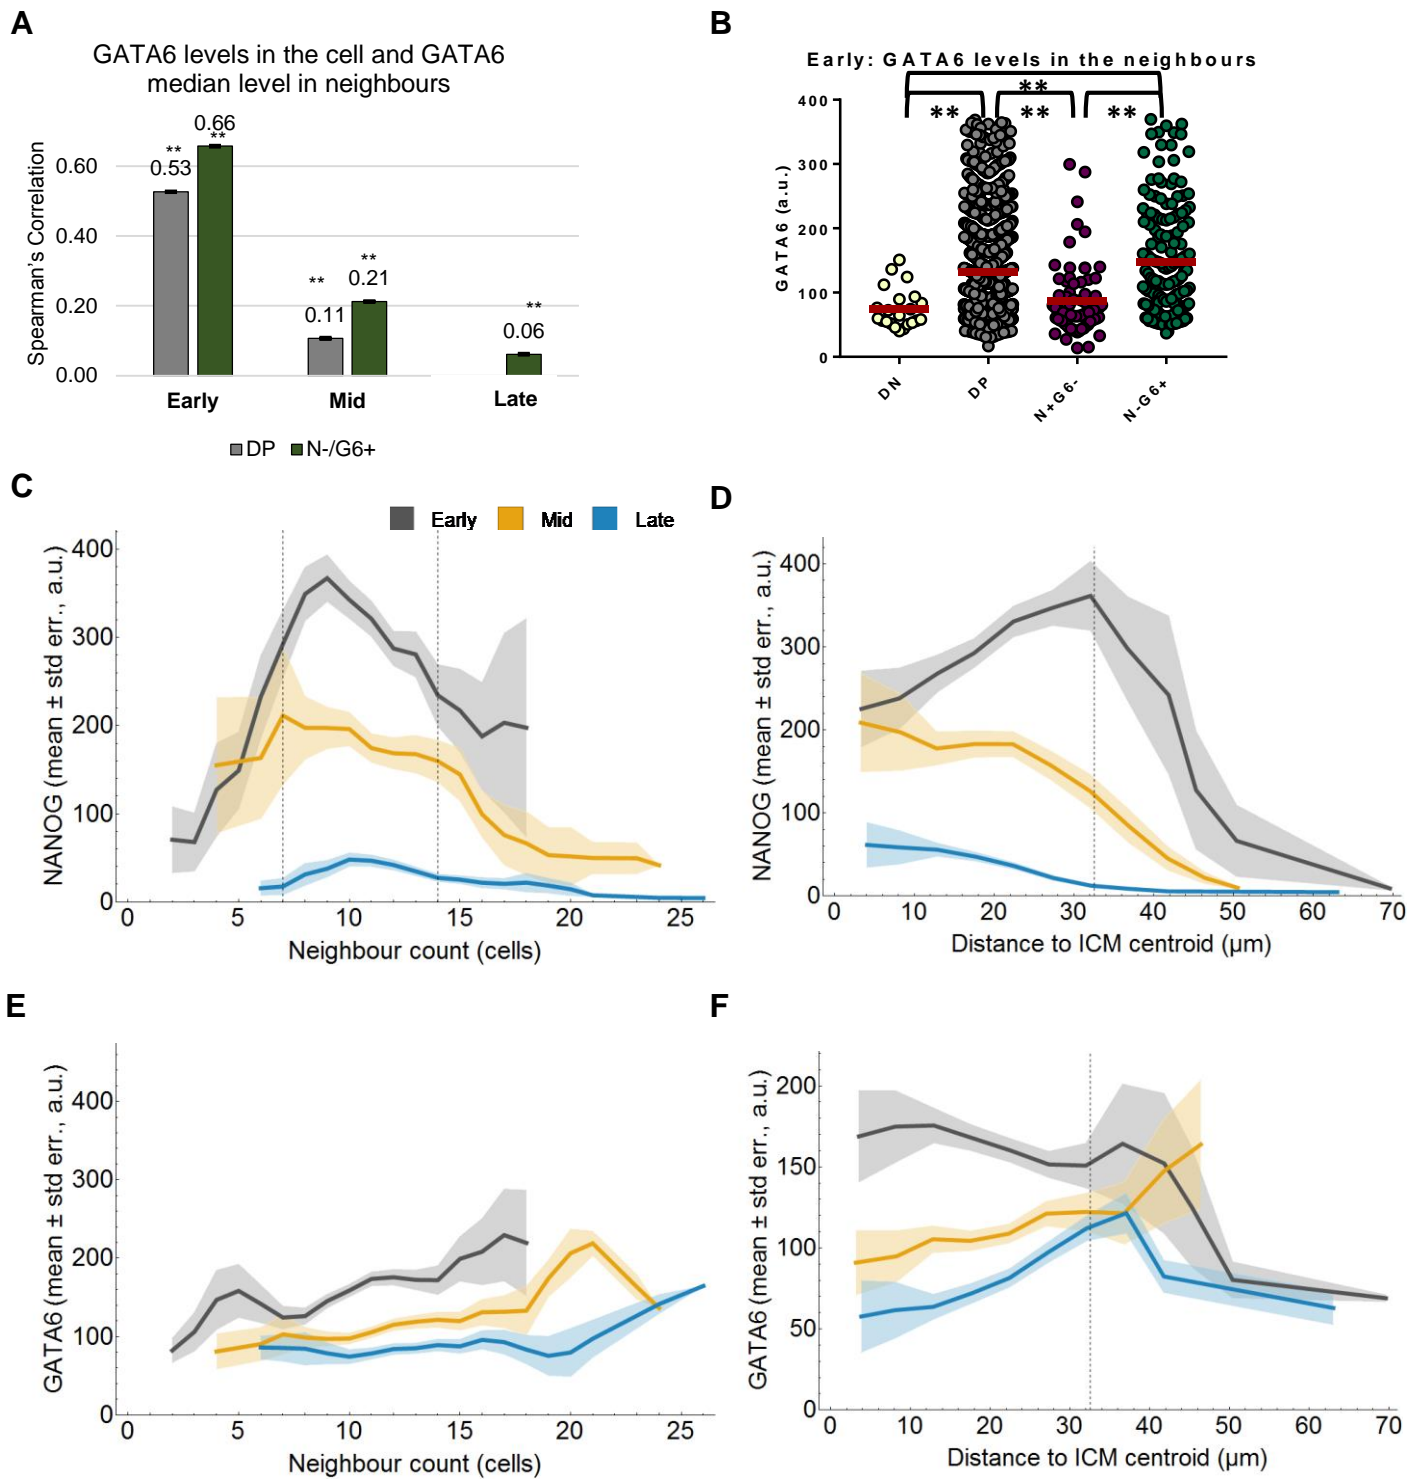 A
GATA6 levels in the cell and GATA6
median level in neighbours
Spearman's Correlation
0.60
0.40
0.20
0.00
**
0.53
0.66
**
**
0.11
**
0.21
**
0.06
Early
Mid
Late
DP
N-/G6+
B
Early: GATA6 levels in the neighbours
**
**
**
**
GATA6 (a.u.)
400
300
200
100
0
DN
DP
N+G6-
N-G6+
C
Early
Mid
Late
NANOG (mean ± std err., a.u.)
400
300
200
100
0
0
5
10
15
20
25
Neighbour count (cells)
D
NANOG (mean ± std err., a.u.)
400
300
200
100
0
0
10
20
30
40
50
60
70
Distance to ICM centroid (µm)
E
GATA6 (mean ± std err., a.u.)
400
300
200
100
0
0
5
10
15
20
25
Neighbour count (cells)
F
GATA6 (mean ± std err., a.u.)
200
150
100
50
0
0
10
20
30
40
50
60
70
Distance to ICM centroid (µm)